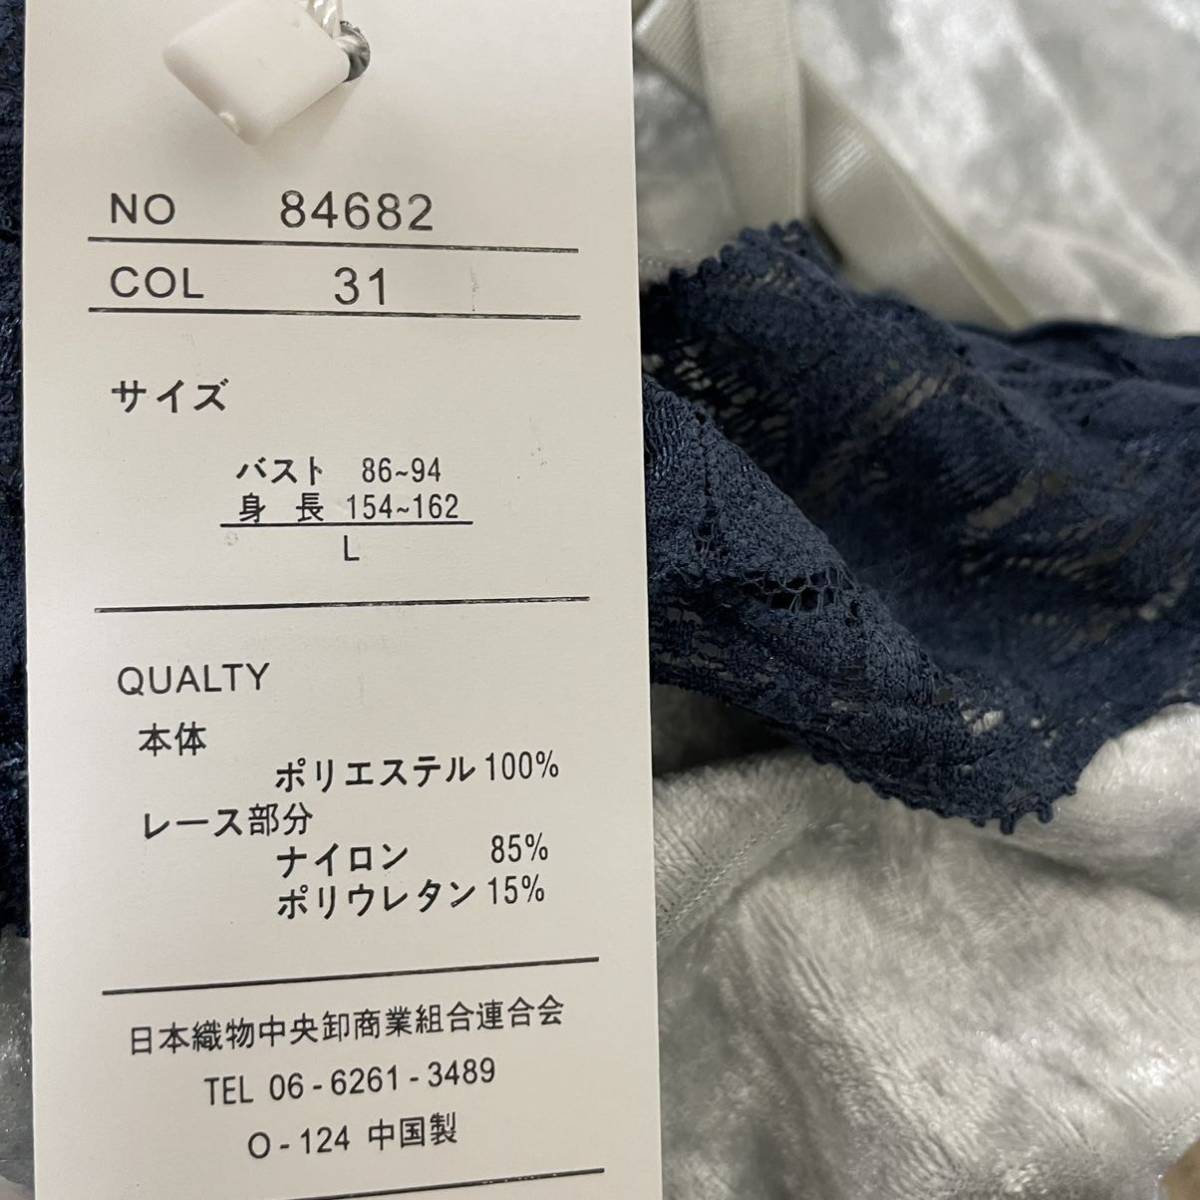 NO 84682
COL 31
サイズ
バスト 86~94
身 長 154~162
L
QUALTY
本体
ポリエステル 100%
レース部分
ナイロン 85%
ポリウレタン 15%
日本織物中央卸商業組合連合会
TEL 06 - 6261 - 3489
O - 124 中国製